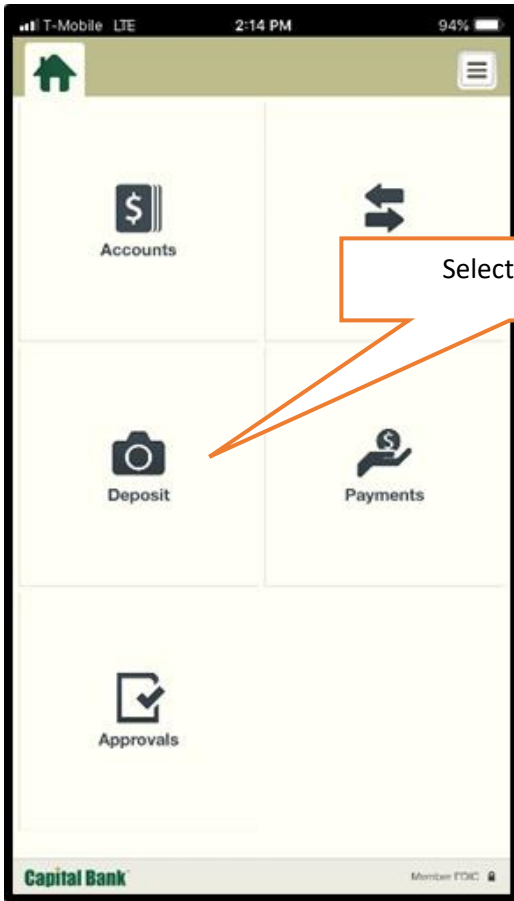 T-Mobile LTE 2:14 PM 94%
Accounts
Select
Deposit
Payments
Approvals
Capital Bank
Member FDIC